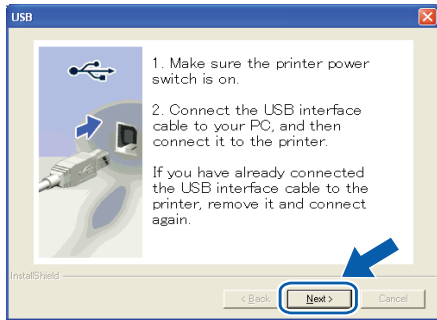 USB
1. Make sure the printer power
switch is on.
2. Connect the USB interface
cable to your PC, and then
connect it to the printer.
If you have already connected
the USB interface cable to the
printer, remove it and connect
again.
InstallShield
< Back Next > Cancel